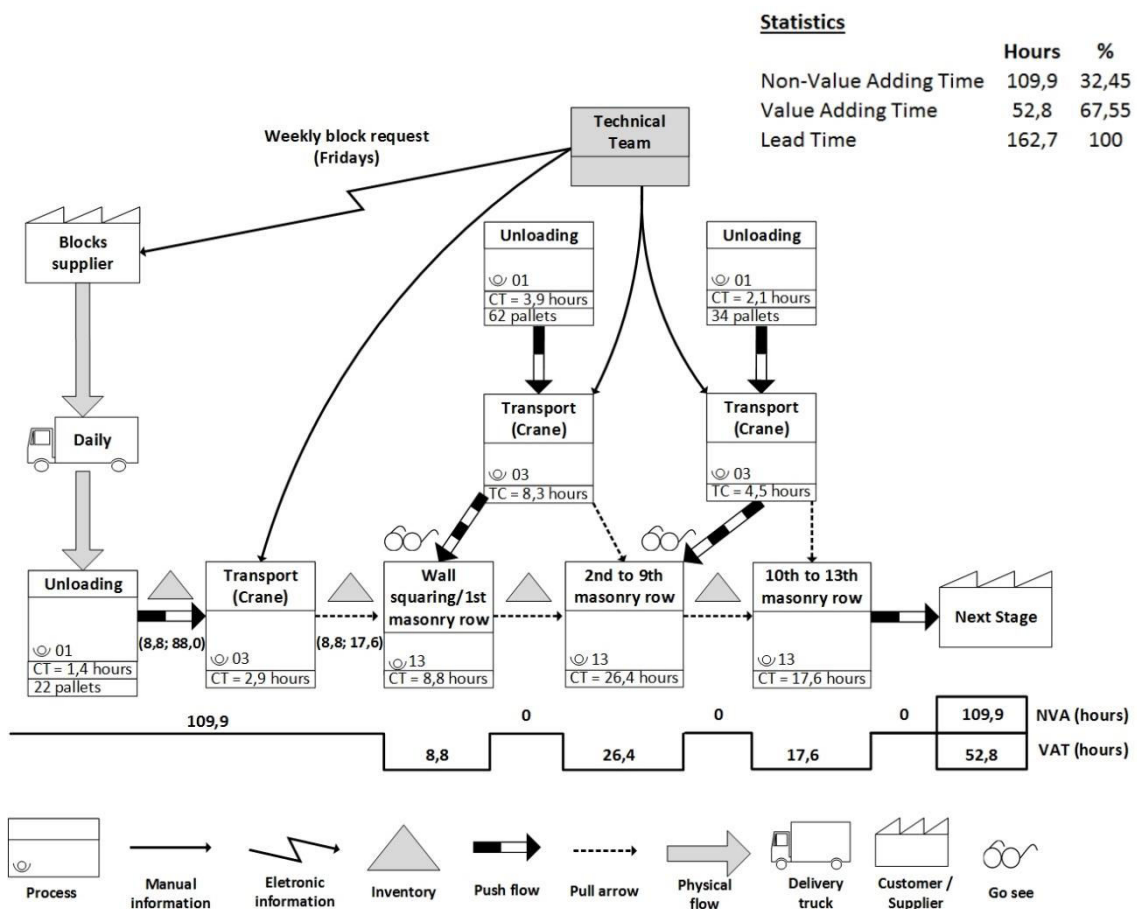 Statistics
Hours %
Non-Value Adding Time 109,9 32,45
Value Adding Time 52,8 67,55
Lead Time 162,7 100
Technical
Team
Weekly block request
(Fridays)
Blocks
supplier
Unloading
01
CT = 3,9 hours
62 pallets
Unloading
01
CT = 2,1 hours
34 pallets
Daily
Transport
(Crane)
03
TC = 8,3 hours
Transport
(Crane)
03
TC = 4,5 hours
Unloading
01
CT = 1,4 hours
22 pallets
(8,8; 88,0)
Transport
(Crane)
03
CT = 2,9 hours
(8,8; 17,6)
Wall
squaring/1st
masonry row
13
CT = 8,8 hours
2nd to 9th
masonry row
13
CT = 26,4 hours
10th to 13th
masonry row
13
CT = 17,6 hours
Next Stage
109,9 0 0 0 109,9 NVA (hours)
8,8 26,4 17,6 52,8 VAT (hours)
Process
Manual
information
Eletronic
information
Inventory
Push flow
Pull arrow
Physical
flow
Delivery
truck
Customer /
Supplier
Go see